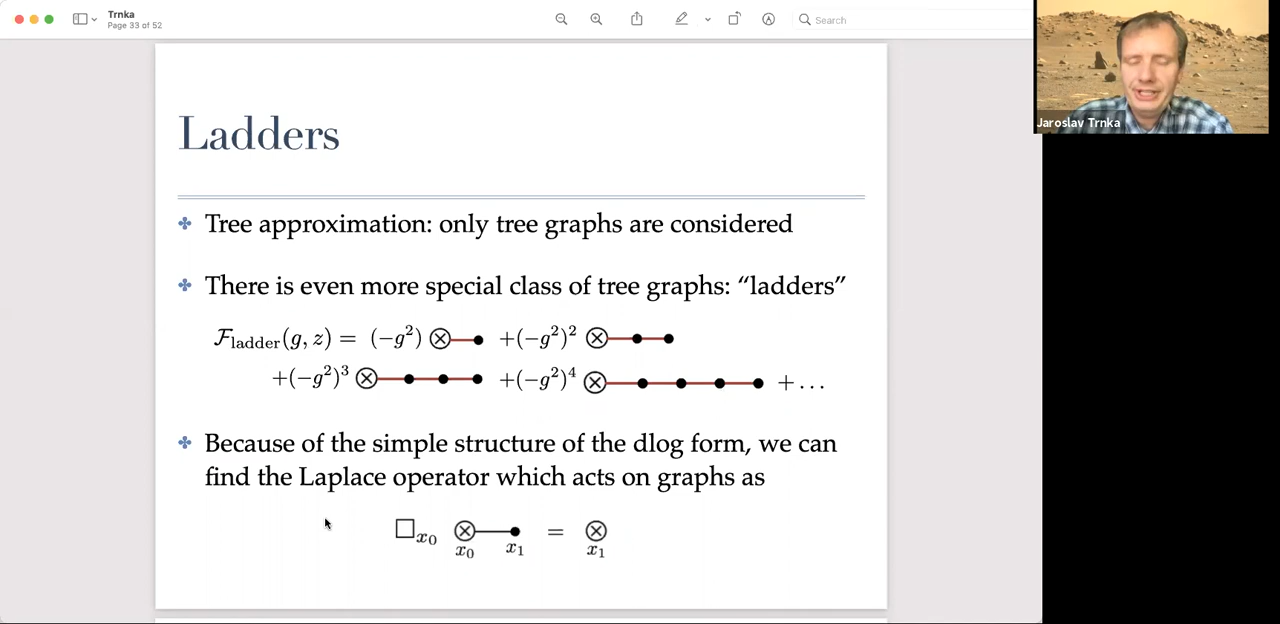 Trnka
Page 33 of 52
Search
Jaroslav Trnka
Ladders
Tree approximation: only tree graphs are considered
There is even more special class of tree graphs: “ladders”
ℱ_ladder(g, z) = (−g²) ⊗ +(−g²)² ⊗
+(−g²)³ ⊗ +(−g²)⁴ ⊗ + …
Because of the simple structure of the dlog form, we can
find the Laplace operator which acts on graphs as
□_x₀ ⊗ = ⊗
x₀ x₁ x₁